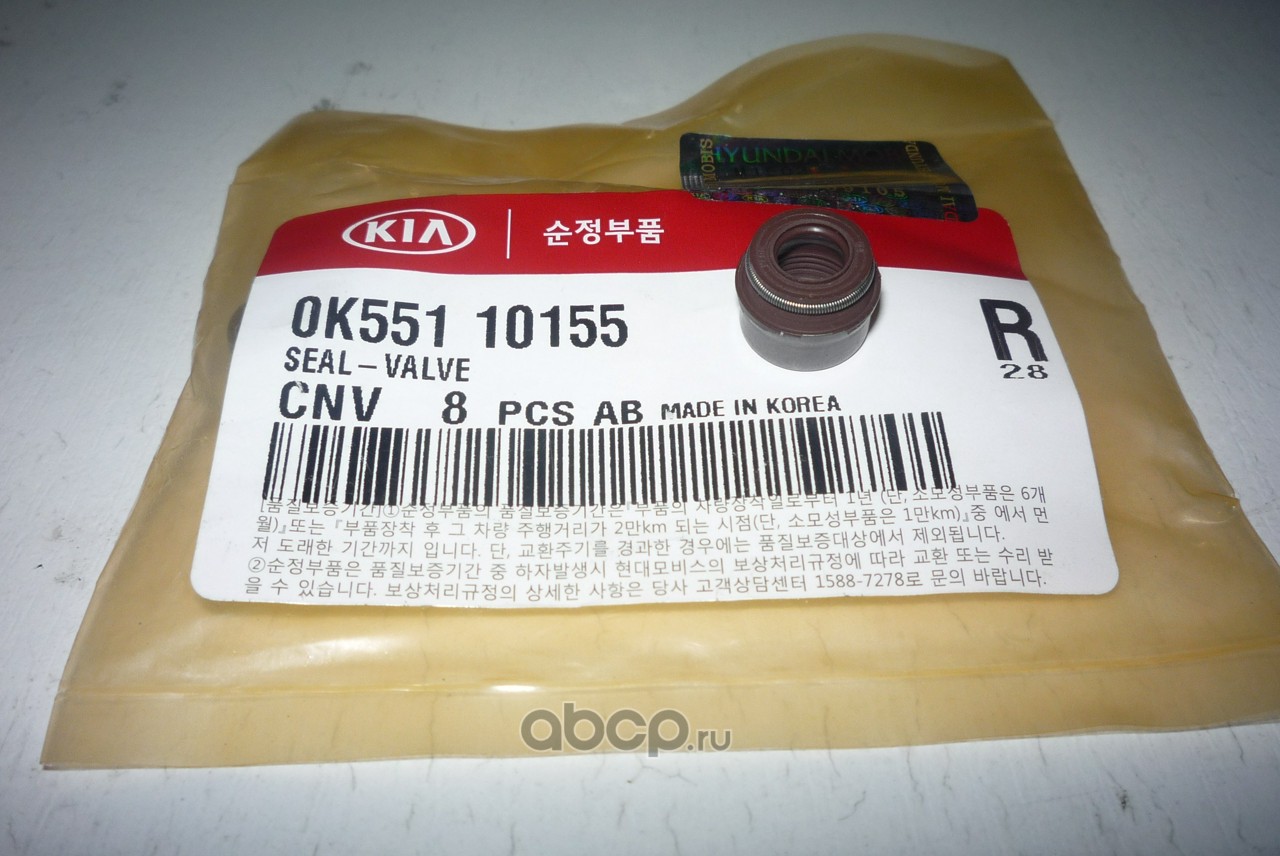 HYUNDAI
MOBIS
KIA 순정부품
0K551 10155
SEAL-VALVE
CNV 8 PCS AB MADE IN KOREA
R
28
[품질보증기간]①순정부품의 품질보증기간은 『부품의 차량장착일로부터 1년 (단, 소모성부품은 6개
월)』또는 『부품장착 후 그 차량 주행거리가 2만km 되는 시점(단, 소모성부품은 1만km)』중 에서 먼
저 도래한 기간까지 입니다. 단, 교환주기를 경과한 경우에는 품질보증대상에서 제외됩니다.
②순정부품은 품질보증기간 중 하자발생시 현대모비스의 보상처리규정에 따라 교환 또는 수리 받
을 수 있습니다. 보상처리규정의 상세한 사항은 당사 고객상담센터 1588-7278로 문의 바랍니다.
abcp.ru